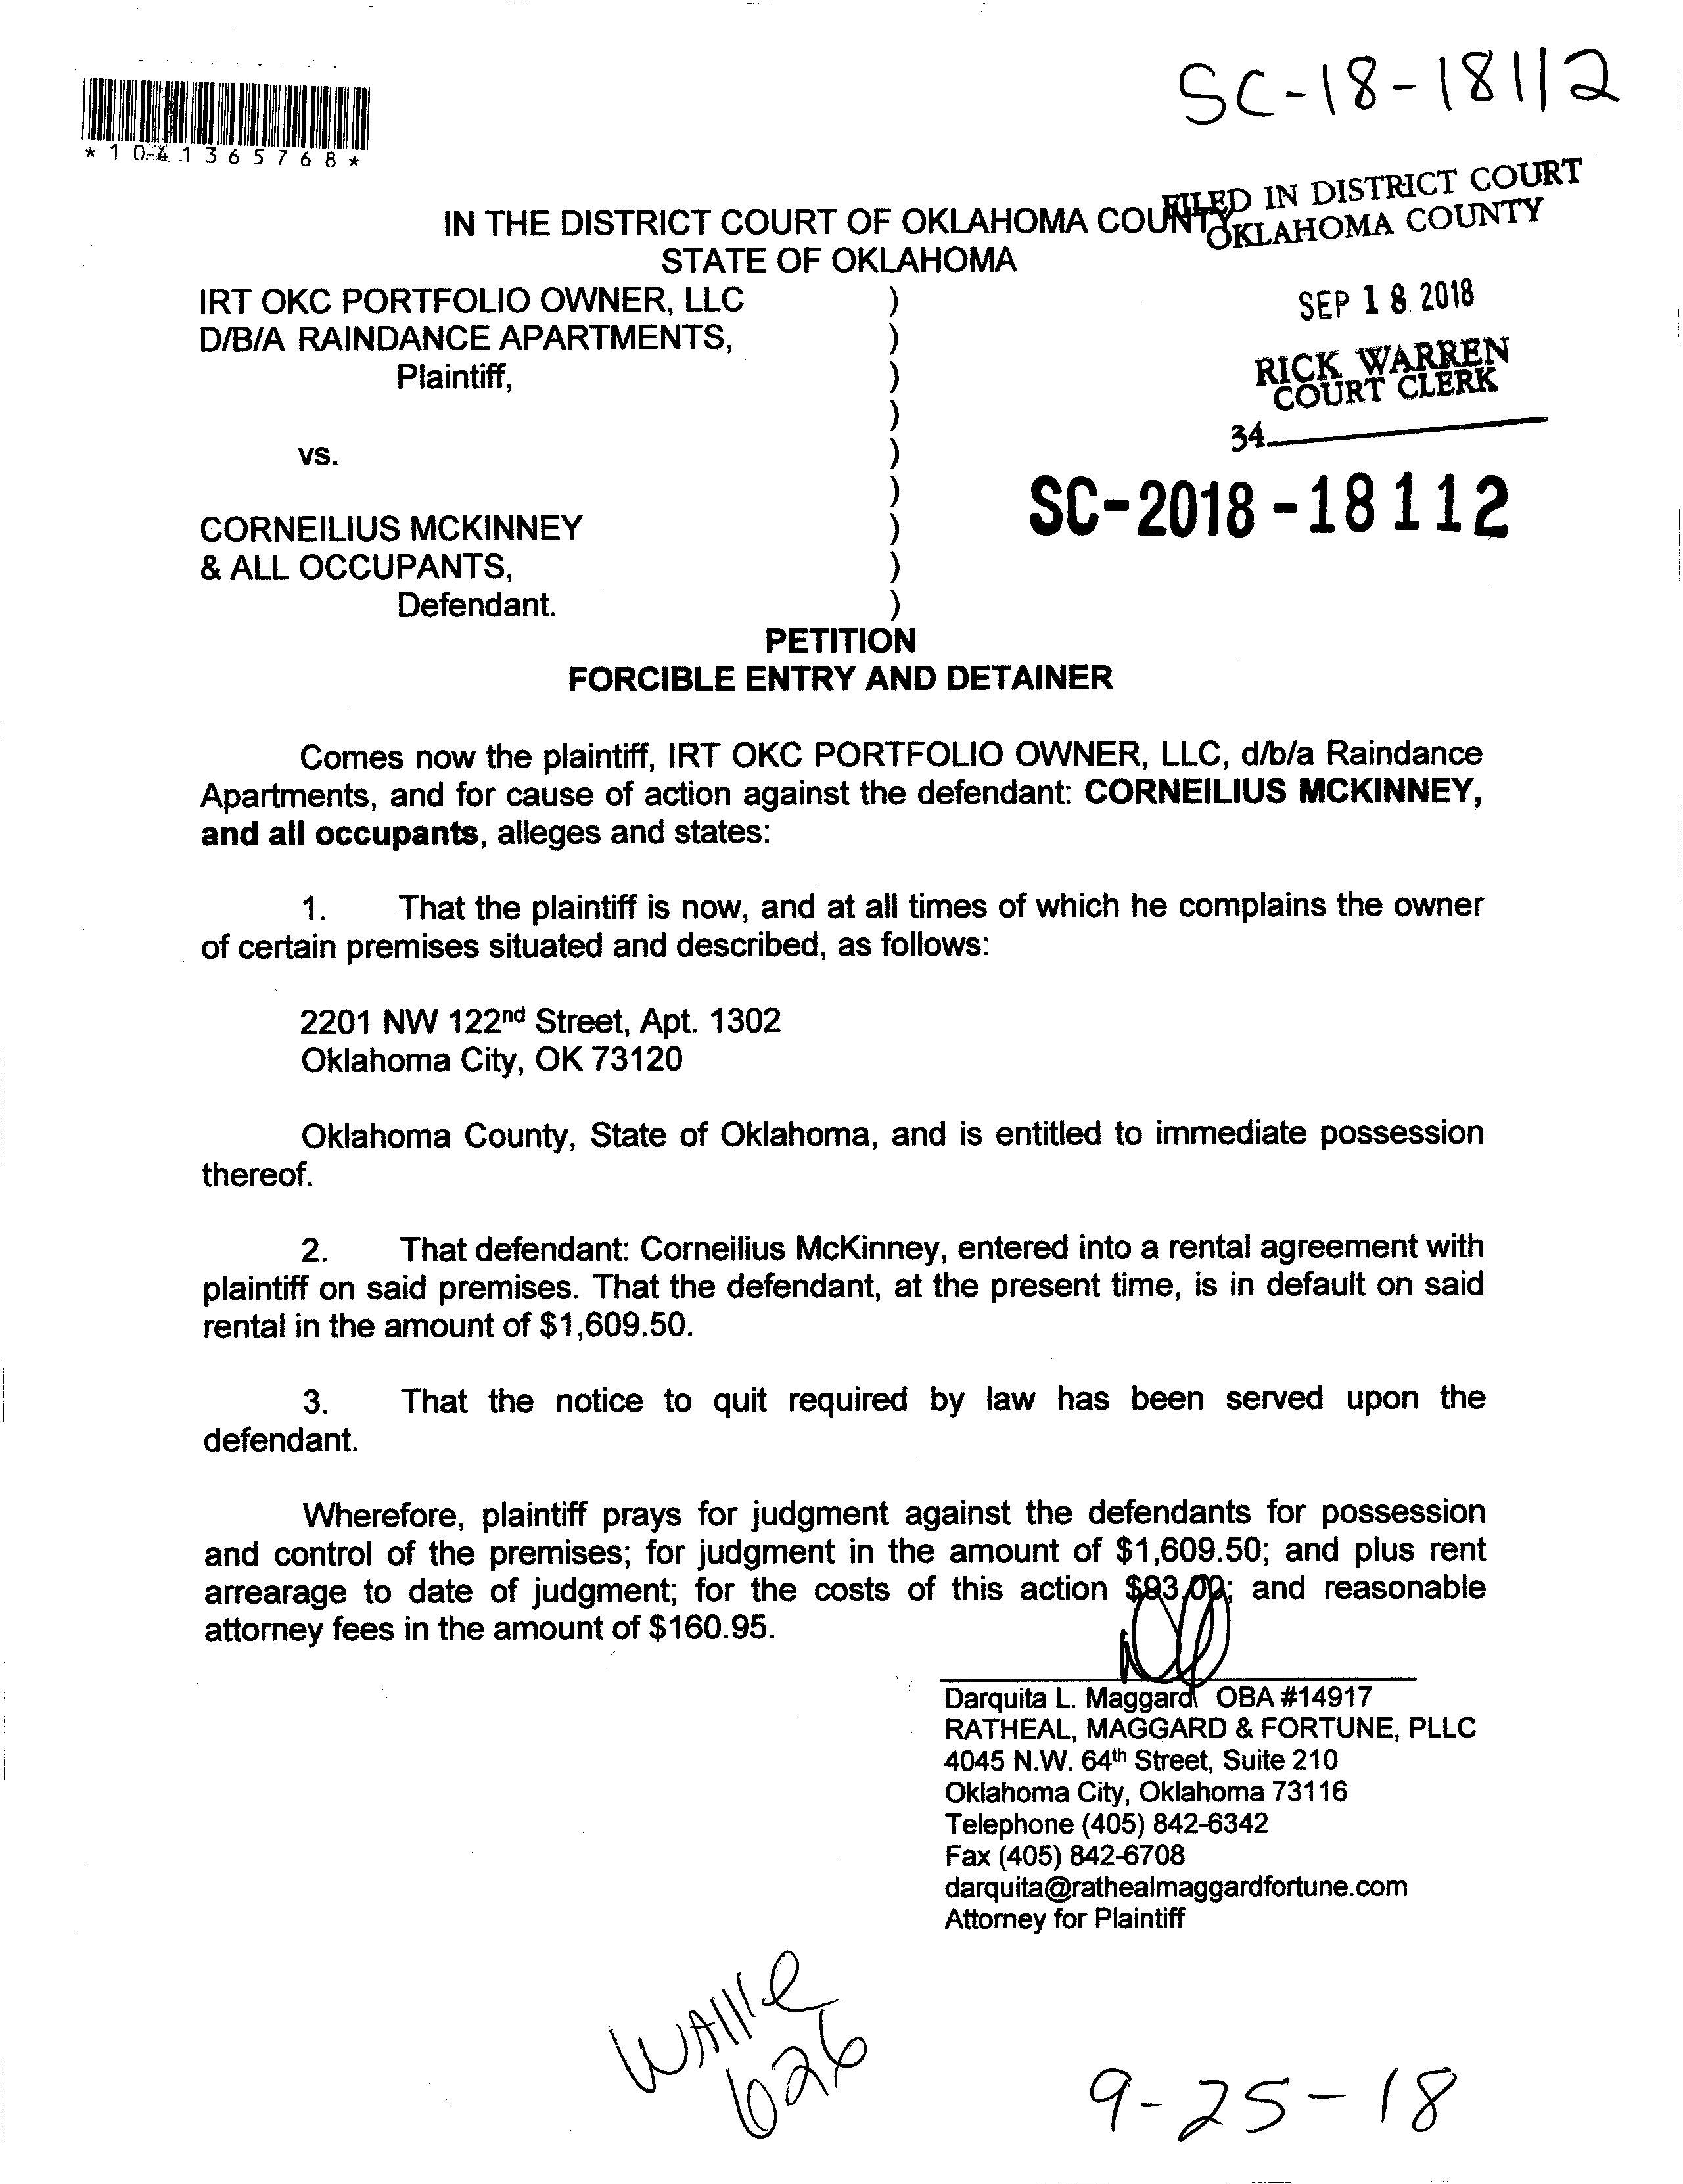 SC-18-18112
*1041365768*
FILED IN DISTRICT COURT
OKLAHOMA COUNTY
IN THE DISTRICT COURT OF OKLAHOMA COUNTY
STATE OF OKLAHOMA
IRT OKC PORTFOLIO OWNER, LLC )
D/B/A RAINDANCE APARTMENTS, )
Plaintiff, )
)
vs. )
)
CORNEILIUS MCKINNEY )
& ALL OCCUPANTS, )
Defendant. )
SEP 18 2018
RICK WARREN
COURT CLERK
34
SC-2018-18112
PETITION
FORCIBLE ENTRY AND DETAINER
Comes now the plaintiff, IRT OKC PORTFOLIO OWNER, LLC, d/b/a Raindance
Apartments, and for cause of action against the defendant: CORNEILIUS MCKINNEY,
and all occupants, alleges and states:
1. That the plaintiff is now, and at all times of which he complains the owner
of certain premises situated and described, as follows:
2201 NW 122nd Street, Apt. 1302
Oklahoma City, OK 73120
Oklahoma County, State of Oklahoma, and is entitled to immediate possession
thereof.
2. That defendant: Corneilius McKinney, entered into a rental agreement with
plaintiff on said premises. That the defendant, at the present time, is in default on said
rental in the amount of $1,609.50.
3. That the notice to quit required by law has been served upon the
defendant.
Wherefore, plaintiff prays for judgment against the defendants for possession
and control of the premises; for judgment in the amount of $1,609.50; and plus rent
arrearage to date of judgment; for the costs of this action ; and reasonable
attorney fees in the amount of $160.95.
Darquita L. Maggard OBA #14917
RATHEAL, MAGGARD & FORTUNE, PLLC
4045 N.W. 64th Street, Suite 210
Oklahoma City, Oklahoma 73116
Telephone (405) 842-6342
Fax (405) 842-6708
darquita@rathealmaggardfortune.com
Attorney for Plaintiff
626
9-25-18